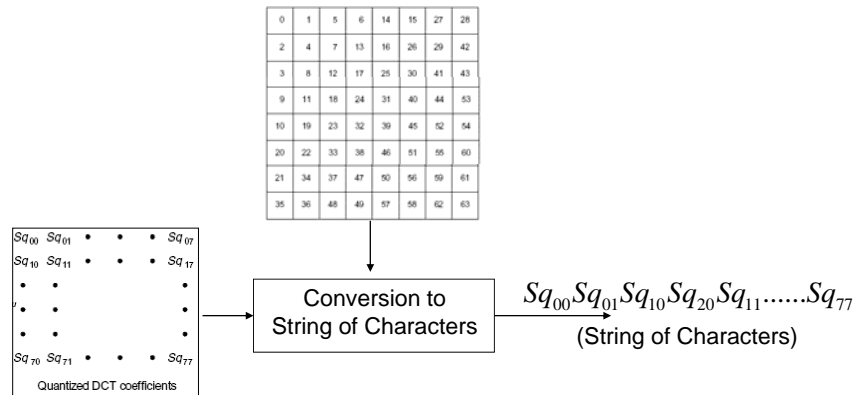 0 1 5 6 14 15 27 28
2 4 7 13 16 26 29 42
3 8 12 17 25 30 41 43
9 11 18 24 31 40 44 53
10 19 23 32 39 45 52 54
20 22 33 38 46 51 55 60
21 34 37 47 50 56 59 61
35 36 48 49 57 58 62 63
Sq00 Sq01 • • • Sq07
Sq10 Sq11 • • • Sq17
• • •
• • •
• • •
Sq70 Sq71 • • • Sq77
Quantized DCT coefficients
Conversion to
String of Characters
Sq00Sq01Sq10Sq20Sq11......Sq77
(String of Characters)